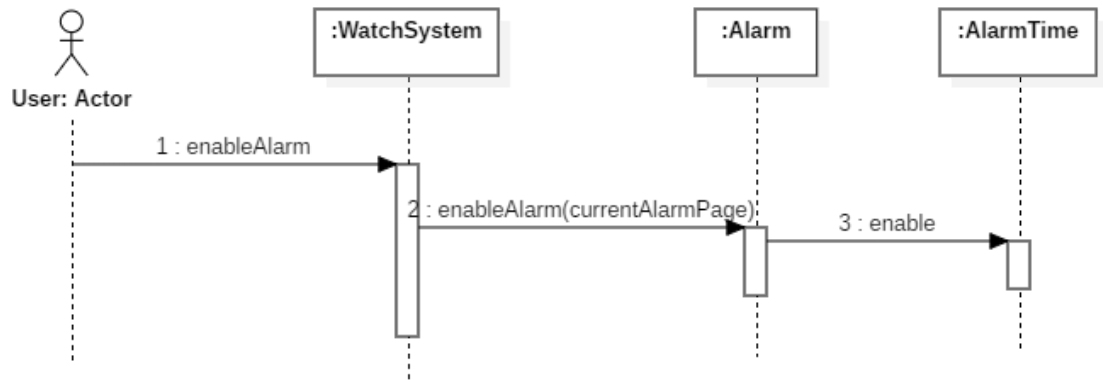 :WatchSystem
:Alarm
:AlarmTime
User: Actor
1 : enableAlarm
2 : enableAlarm(currentAlarmPage)
3 : enable